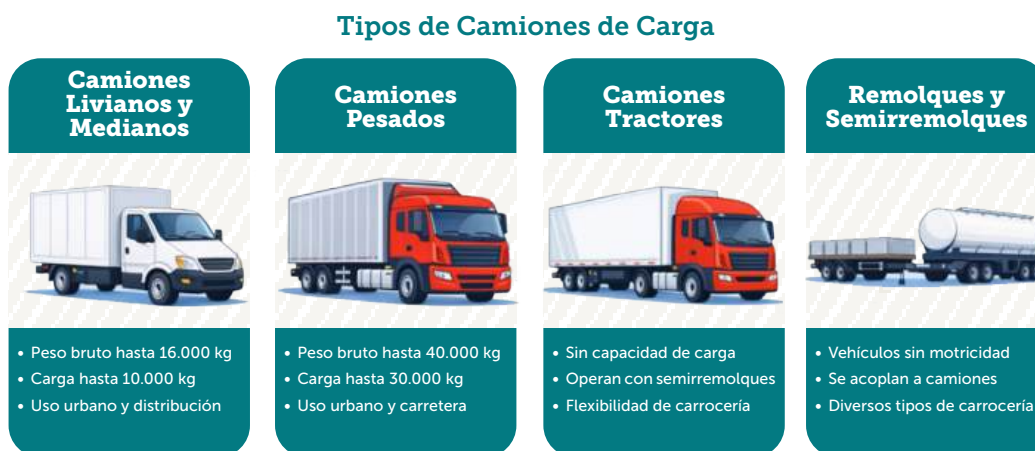 Tipos de Camiones de Carga
Camiones
Livianos y
Medianos
• Peso bruto hasta 16.000 kg
• Carga hasta 10.000 kg
• Uso urbano y distribución
Camiones
Pesados
• Peso bruto hasta 40.000 kg
• Carga hasta 30.000 kg
• Uso urbano y carretera
Camiones
Tractores
• Sin capacidad de carga
• Operan con semirremolques
• Flexibilidad de carrocería
Remolques y
Semirremolques
• Vehículos sin motricidad
• Se acoplan a camiones
• Diversos tipos de carrocería